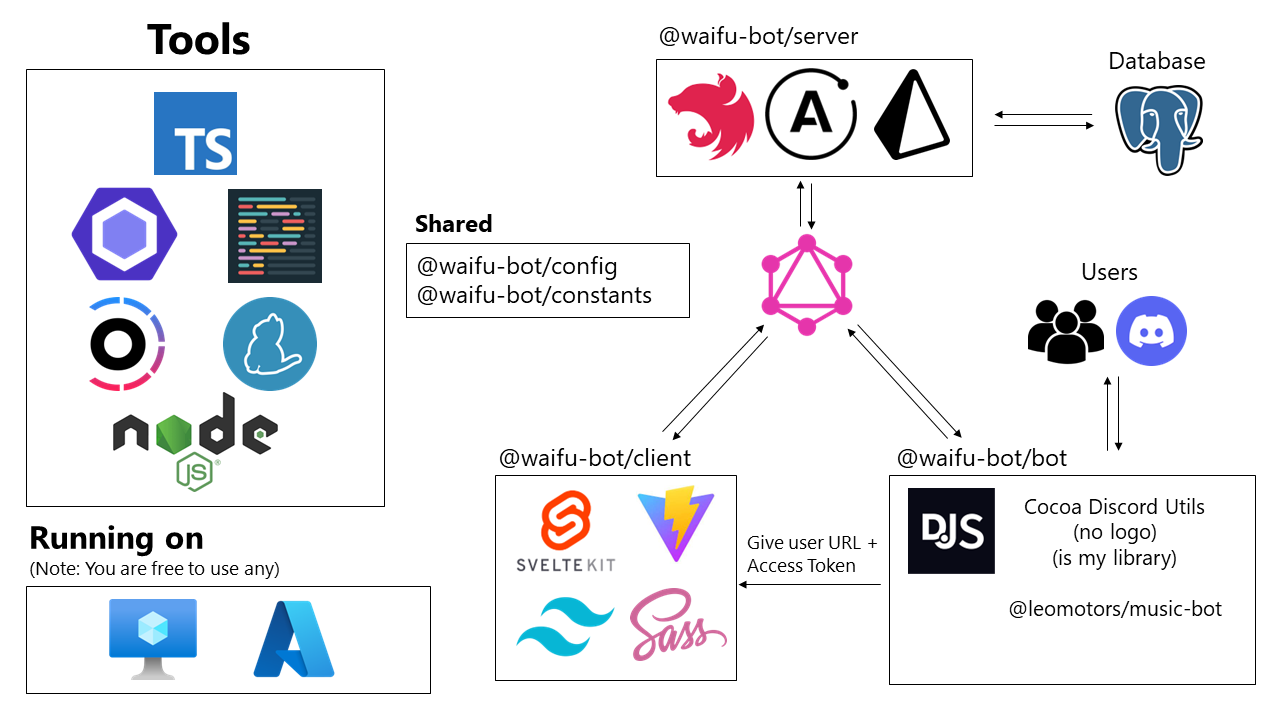 Tools
TS
node
JS
®
Running on
(Note: You are free to use any)
Shared
@waifu-bot/config
@waifu-bot/constants
@waifu-bot/server
A
Database
Users
@waifu-bot/client
SVELTEKIT
Sass
Give user URL +
Access Token
@waifu-bot/bot
DJS
Cocoa Discord Utils
(no logo)
(is my library)
@leomotors/music-bot